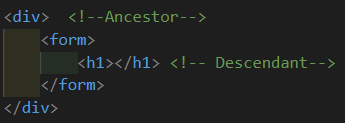 <div>  <!--Ancestor-->
    <form>
        <h1></h1> <!-- Descendant-->
    </form>
</div>